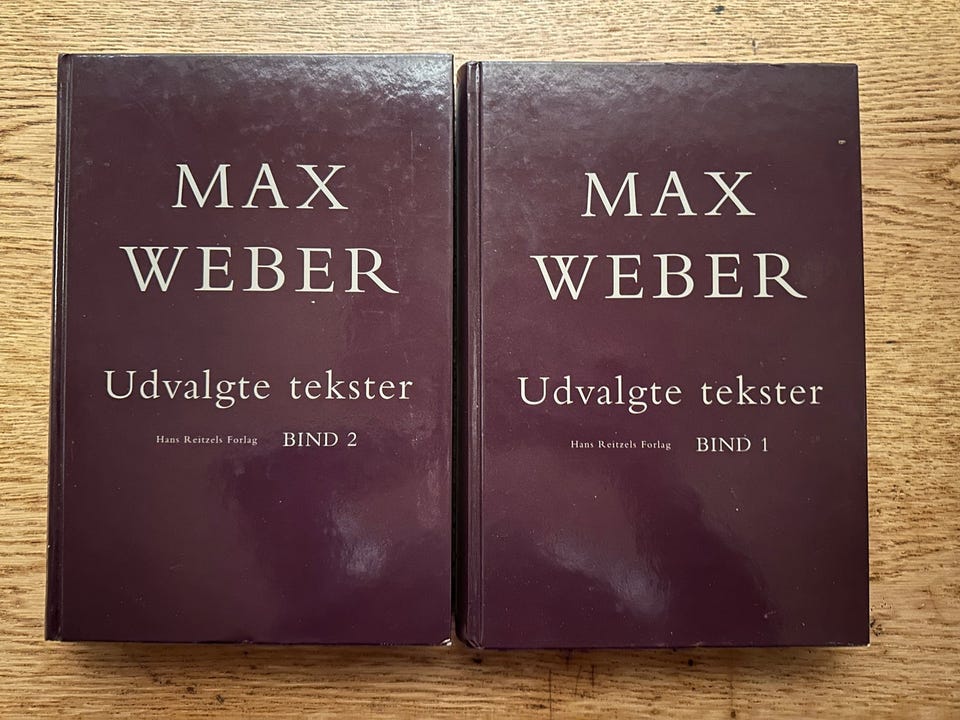 MAX
WEBER
Udvalgte tekster
Hans Reitzels Forlag BIND 2
MAX
WEBER
Udvalgte tekster
Hans Reitzels Forlag BIND 1